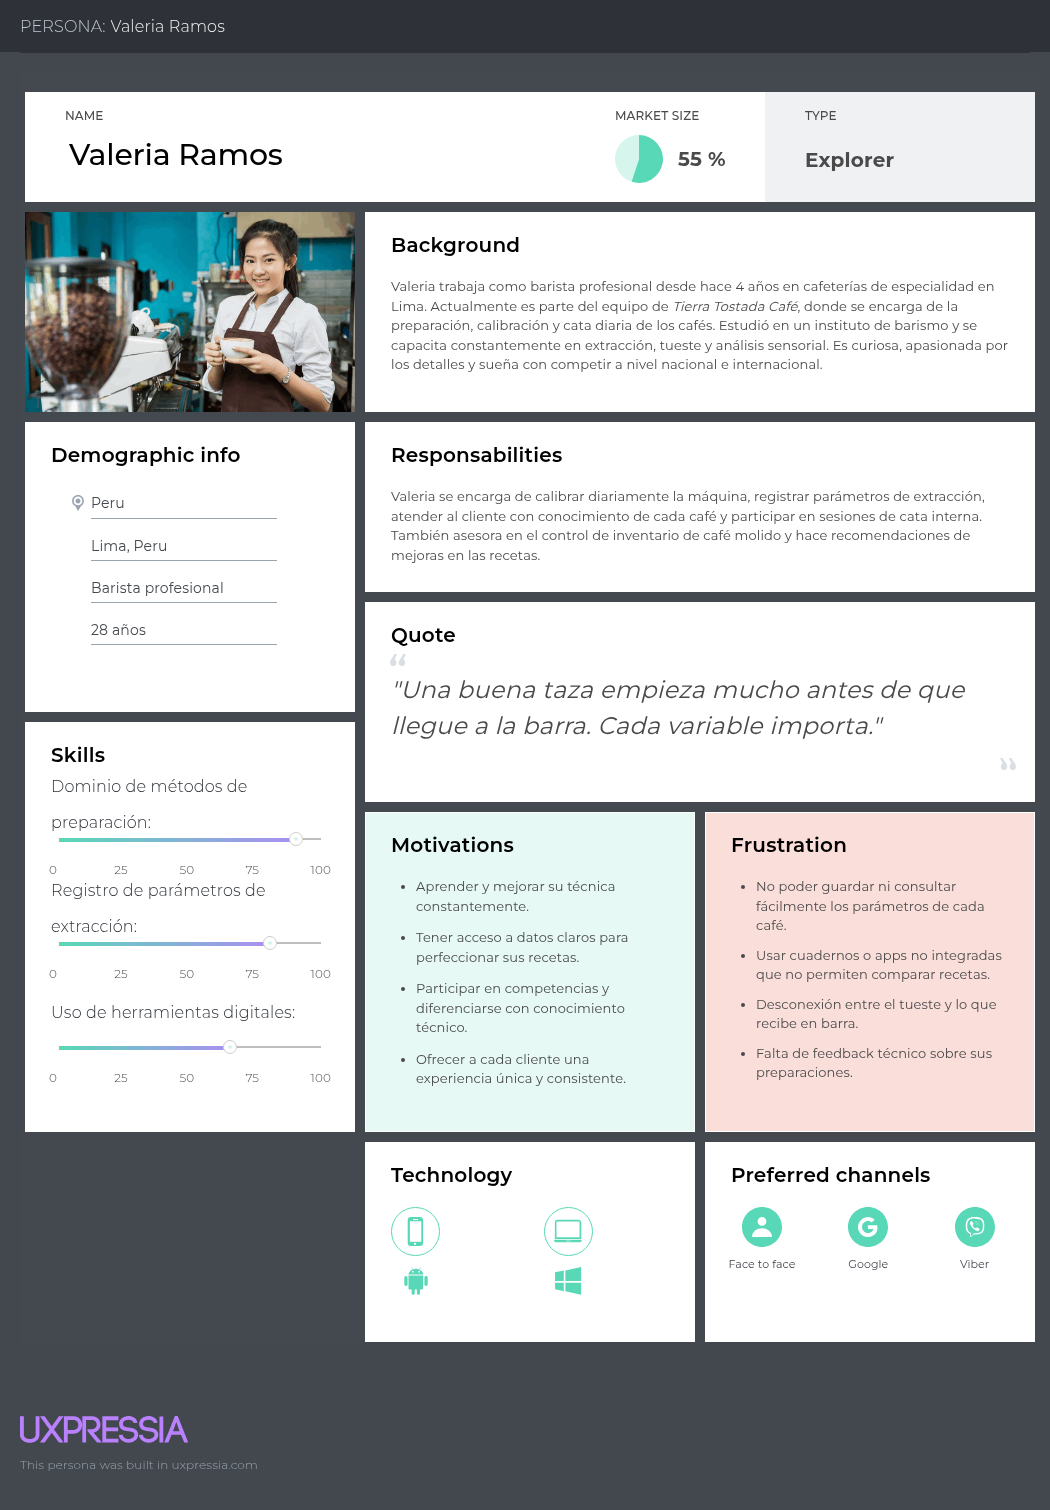 PERSONA: Valeria Ramos
NAME
Valeria Ramos
MARKET SIZE
55 %
TYPE
Explorer
Background
Valeria trabaja como barista profesional desde hace 4 años en cafeterías de especialidad en
Lima. Actualmente es parte del equipo de Tierra Tostada Café, donde se encarga de la
preparación, calibración y cata diaria de los cafés. Estudió en un instituto de barismo y se
capacita constantemente en extracción, tueste y análisis sensorial. Es curiosa, apasionada por
los detalles y sueña con competir a nivel nacional e internacional.
Demographic info
Peru
Lima, Peru
Barista profesional
28 años
Responsabilities
Valeria se encarga de calibrar diariamente la máquina, registrar parámetros de extracción,
atender al cliente con conocimiento de cada café y participar en sesiones de cata interna.
También asesora en el control de inventario de café molido y hace recomendaciones de
mejoras en las recetas.
Quote
“
"Una buena taza empieza mucho antes de que
llegue a la barra. Cada variable importa."
”
Skills
Dominio de métodos de
preparación:
0 25 50 75 100
Registro de parámetros de
extracción:
0 25 50 75 100
Uso de herramientas digitales:
0 25 50 75 100
Motivations
• Aprender y mejorar su técnica
constantemente.
• Tener acceso a datos claros para
perfeccionar sus recetas.
• Participar en competencias y
diferenciarse con conocimiento
técnico.
• Ofrecer a cada cliente una
experiencia única y consistente.
Frustration
• No poder guardar ni consultar
fácilmente los parámetros de cada
café.
• Usar cuadernos o apps no integradas
que no permiten comparar recetas.
• Desconexión entre el tueste y lo que
recibe en barra.
• Falta de feedback técnico sobre sus
preparaciones.
Technology
Preferred channels
Face to face
Google
Viber
UXPRESSIA
This persona was built in uxpressia.com